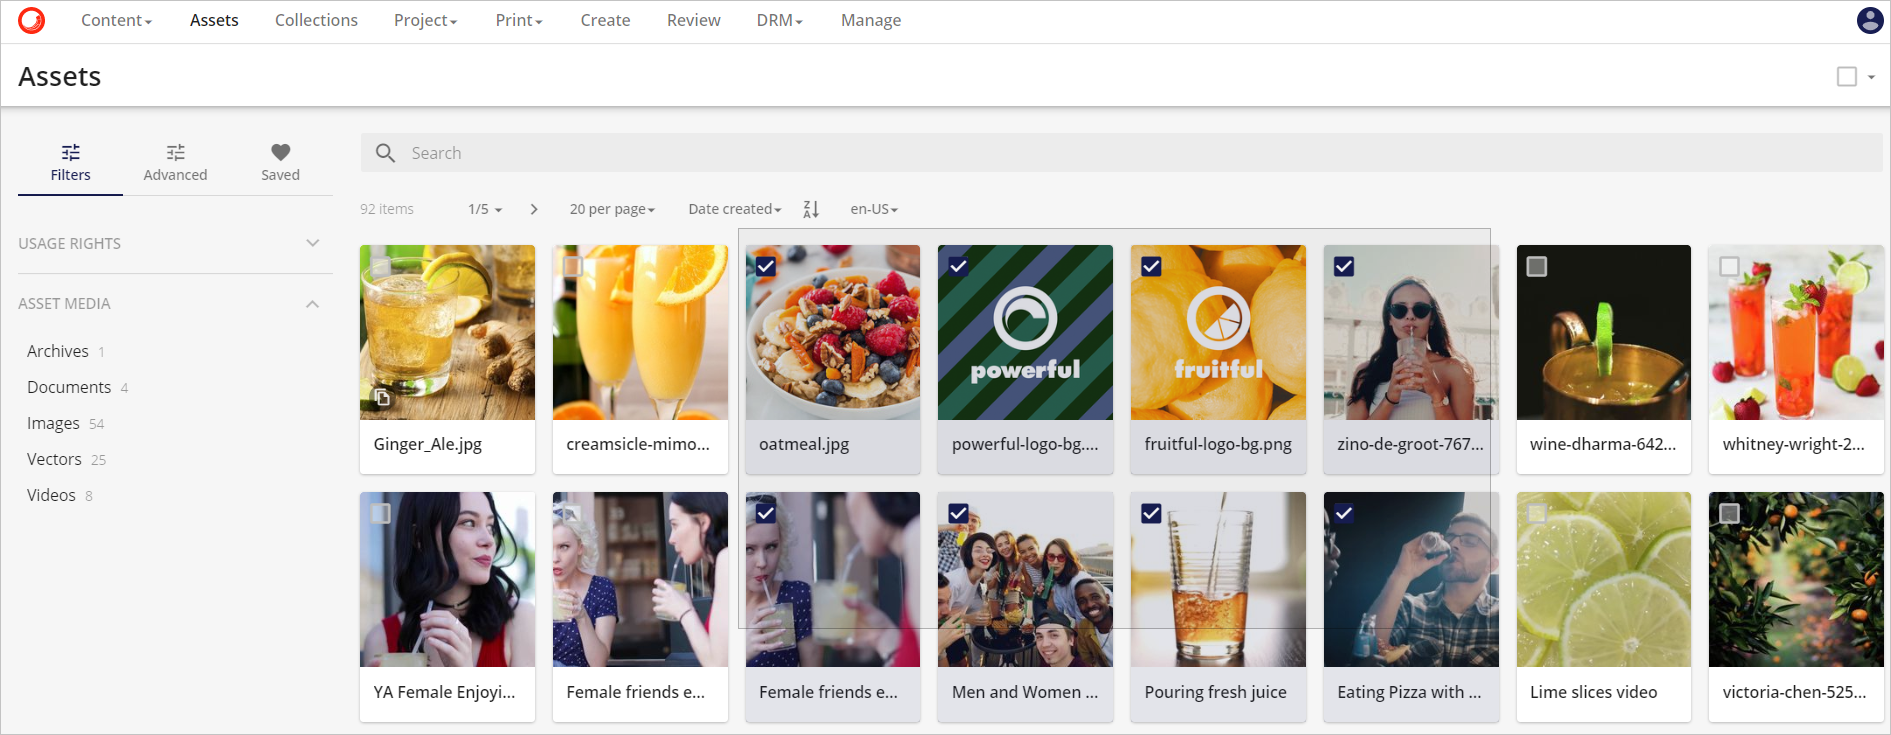 Content Assets Collections Project Print Create Review DRM Manage
Assets
Filters Advanced Saved
Search
92 items 1/5 20 per page Date created Z A en-US
USAGE RIGHTS
ASSET MEDIA
Archives 1
Documents 4
Images 54
Vectors 25
Videos 8
powerful
fruitful
Ginger_Ale.jpg creamsicle-mimo... oatmeal.jpg powerful-logo-bg.... fruitful-logo-bg.png zino-de-groot-767... wine-dharma-642... whitney-wright-2...
YA Female Enjoyi... Female friends e... Female friends e... Men and Women ... Pouring fresh juice Eating Pizza with ... Lime slices video victoria-chen-525...